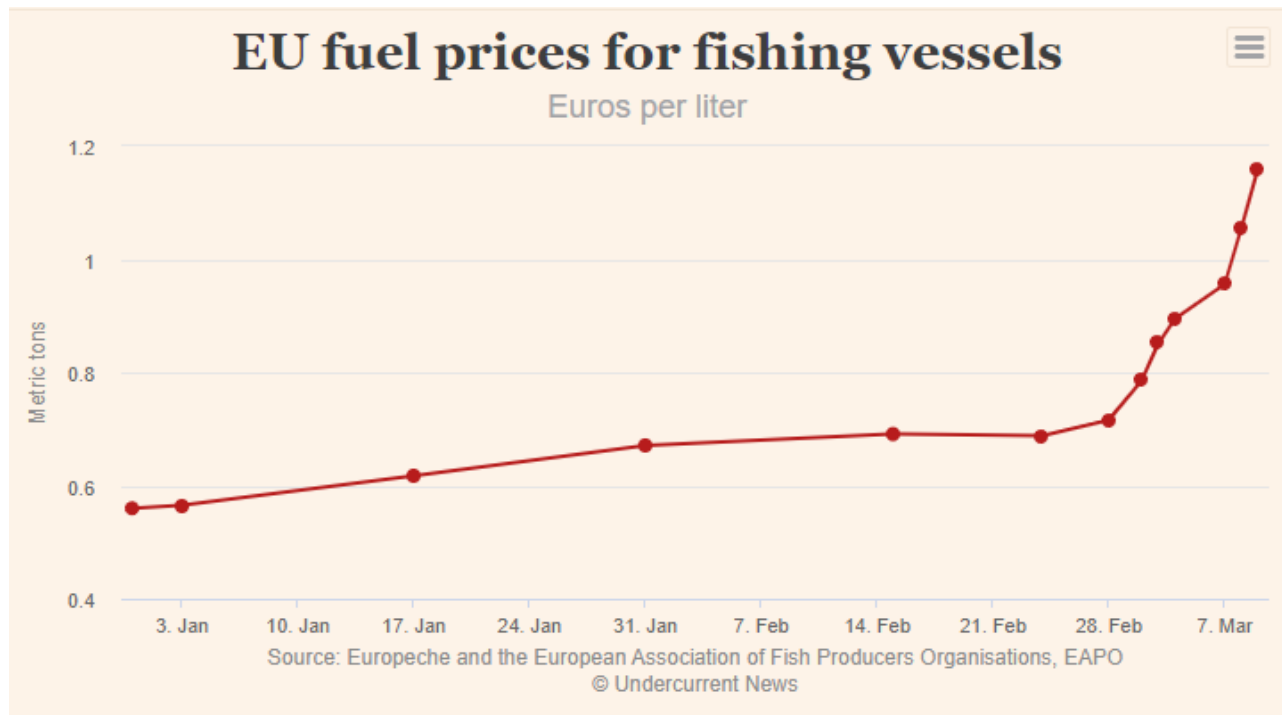 EU fuel prices for fishing vessels
Euros per liter
1.2
1
0.8
0.6
0.4
Metric tons
3. Jan 10. Jan 17. Jan 24. Jan 31. Jan 7. Feb 14. Feb 21. Feb 28. Feb 7. Mar
Source: Europeche and the European Association of Fish Producers Organisations, EAPO
© Undercurrent News